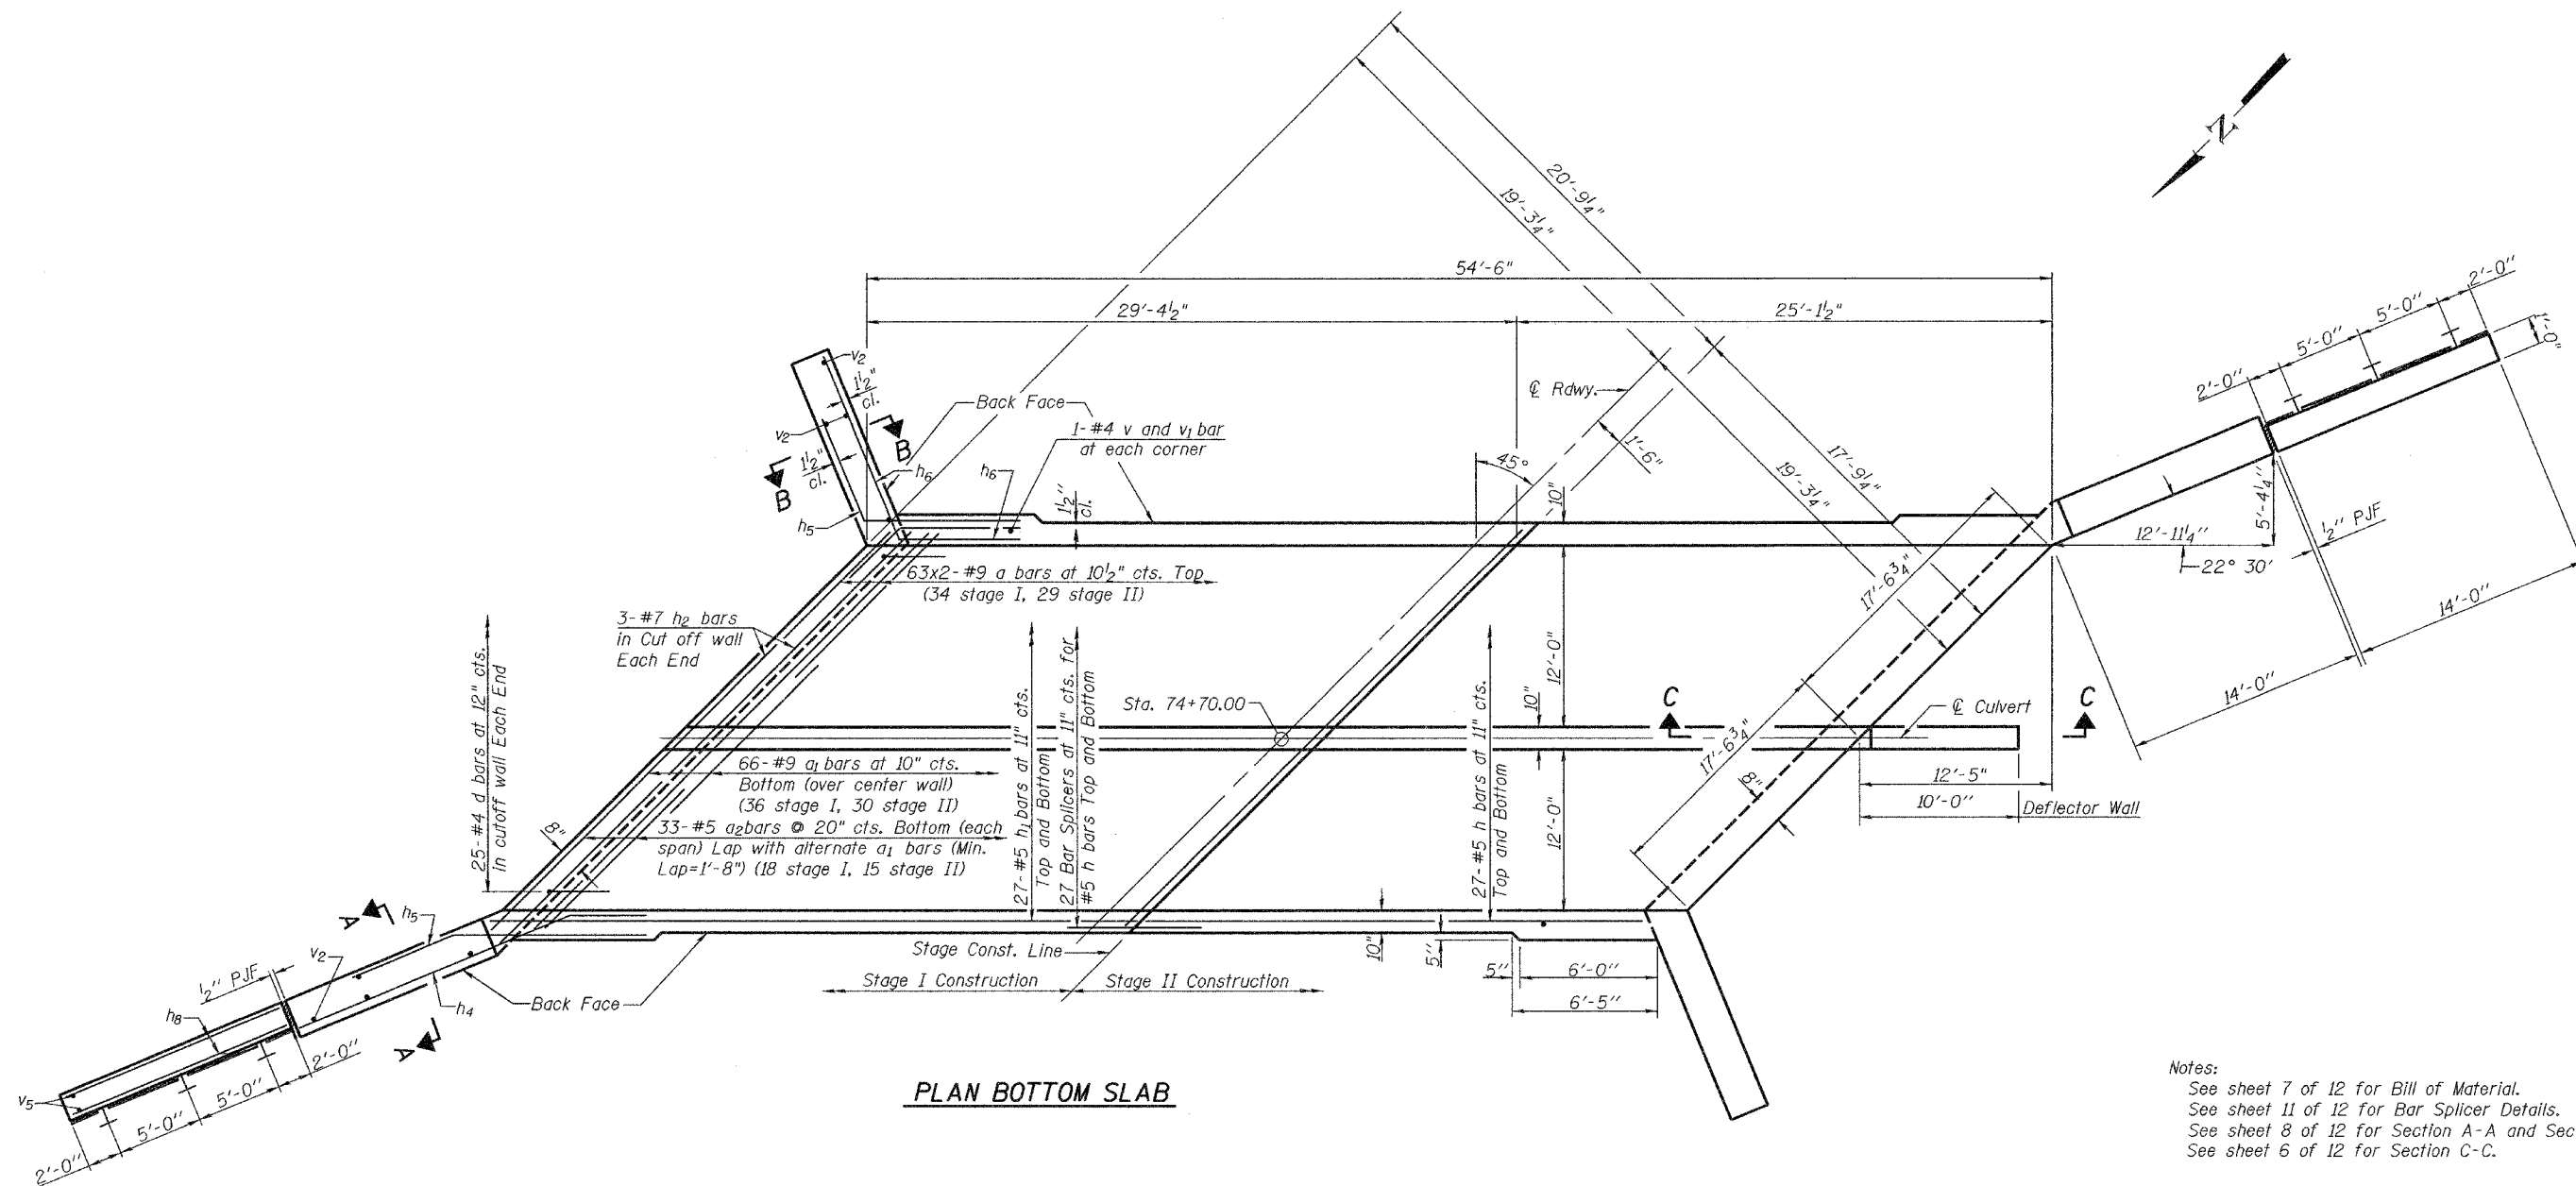 N
20'-9¼"
19'-3¼"
54'-6"
29'-4½"
25'-1½"
2'-0"
5'-0"
5'-0"
2'-0"
1'-0"
v2
1½"
cl.
Back Face
1-#4 v and v1 bar
at each corner
℄ Rdwy.
1'-6"
45°
v2
1½"
cl.
B
B
h6
h6
h5
1½"
cl.
10"
17'-9¼"
19'-3¼"
5'-4¼"
½" PJF
12'-11¼"
22° 30'
14'-0"
14'-0"
63x2-#9 a bars at 10½" cts. Top
(34 stage I, 29 stage II)
17'-6¾"
3-#7 h2 bars
in Cut off wall
Each End
25-#4 d bars at 12" cts.
in cutoff wall Each End
27-#5 h1 bars at 11" cts.
Top and Bottom
27 Bar Splicers at 11" cts. for
#5 h bars Top and Bottom
27-#5 h bars at 11" cts.
Top and Bottom
12'-0"
10"
12'-0"
Sta. 74+70.00
C
C
℄ Culvert
17'-6¾"
8"
12'-5"
10'-0"
Deflector Wall
66-#9 a1 bars at 10" cts.
Bottom (over center wall)
(36 stage I, 30 stage II)
33-#5 a2bars @ 20" cts. Bottom (each
span) Lap with alternate a1 bars (Min.
Lap=1'-8") (18 stage I, 15 stage II)
8"
A
h5
v2
½" PJF
h8
h4
A
Back Face
Stage Const. Line
Stage I Construction
Stage II Construction
10"
5"
5"
6'-0"
6'-5"
2'-0"
5'-0"
5'-0"
2'-0"
v5
PLAN BOTTOM SLAB
Notes:
See sheet 7 of 12 for Bill of Material.
See sheet 11 of 12 for Bar Splicer Details.
See sheet 8 of 12 for Section A-A and Sec
See sheet 6 of 12 for Section C-C.